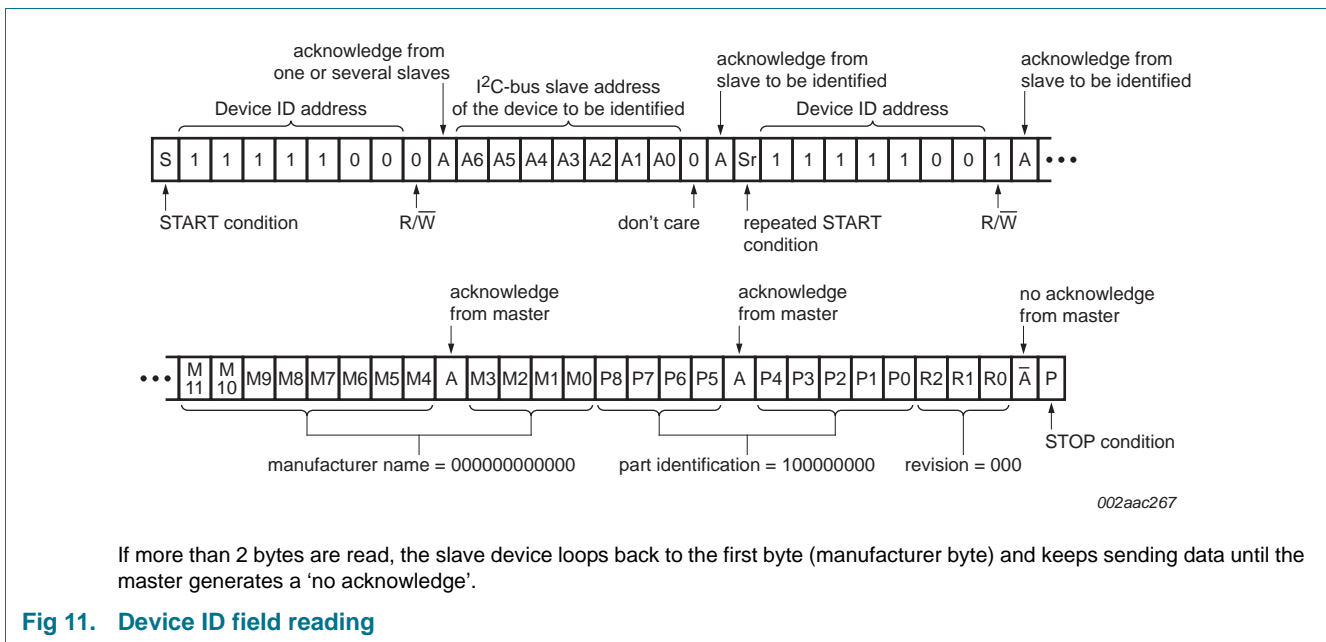 acknowledge from
one or several slaves
acknowledge from
slave to be identified
acknowledge from
slave to be identified
I²C-bus slave address
of the device to be identified
Device ID address
Device ID address
S 1 1 1 1 1 0 0 0 A A6 A5 A4 A3 A2 A1 A0 0 A Sr 1 1 1 1 1 0 0 1 A •••
START condition
R/W̅
don't care
repeated START
condition
R/W̅
acknowledge
from master
acknowledge
from master
no acknowledge
from master
••• M11 M10 M9 M8 M7 M6 M5 M4 A M3 M2 M1 M0 P8 P7 P6 P5 A P4 P3 P2 P1 P0 R2 R1 R0 A̅ P
STOP condition
manufacturer name = 000000000000
part identification = 100000000
revision = 000
002aac267
If more than 2 bytes are read, the slave device loops back to the first byte (manufacturer byte) and keeps sending data until the
master generates a ‘no acknowledge’.
Fig 11. Device ID field reading